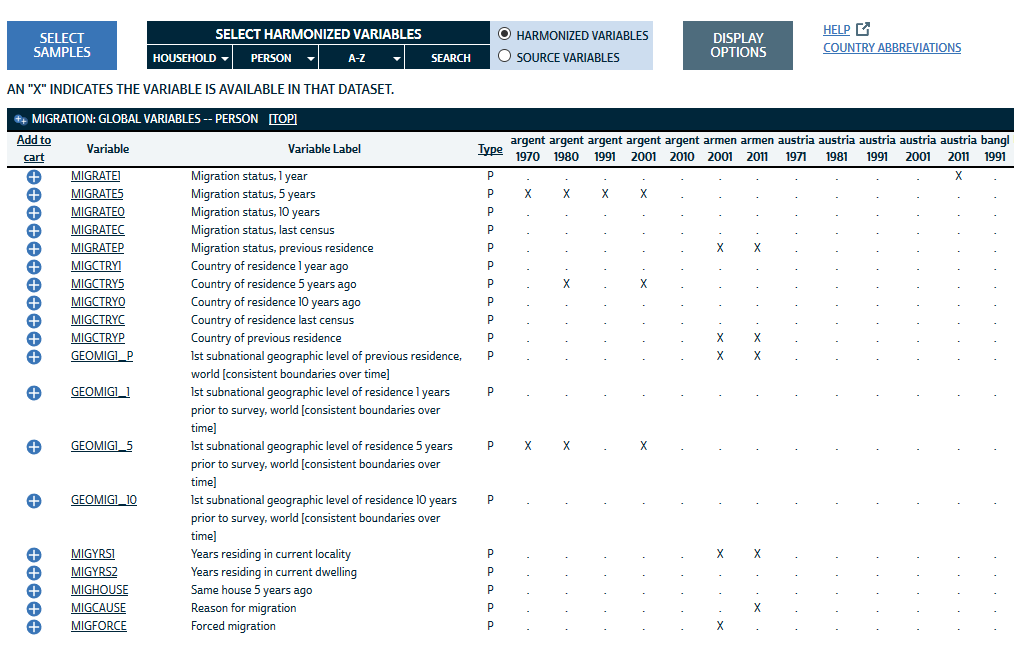 SELECT SAMPLES
SELECT HARMONIZED VARIABLES
HOUSEHOLD PERSON A-Z SEARCH
HARMONIZED VARIABLES
SOURCE VARIABLES
DISPLAY OPTIONS
HELP
COUNTRY ABBREVIATIONS
AN "X" INDICATES THE VARIABLE IS AVAILABLE IN THAT DATASET.
MIGRATION: GLOBAL VARIABLES -- PERSON [TOP]
Add to cart Variable Variable Label Type argent 1970 argent 1980 argent 1991 argent 2001 argent 2010 armen 2001 armen 2011 austria 1971 austria 1981 austria 1991 austria 2001 austria 2011 bangl 1991
MIGRATE1 Migration status, 1 year P . . . . . . . . . . . X .
MIGRATE5 Migration status, 5 years P X X X X . . . . . . . . .
MIGRATE0 Migration status, 10 years P . . . . . . . . . . . . .
MIGRATEC Migration status, last census P . . . . . . . . . . . . .
MIGRATEP Migration status, previous residence P . . . . . X X . . . . . .
MIGCTRY1 Country of residence 1 year ago P . . . . . . . . . . . . .
MIGCTRY5 Country of residence 5 years ago P . X . X . . . . . . . . .
MIGCTRY0 Country of residence 10 years ago P . . . . . . . . . . . . .
MIGCTRYC Country of residence last census P . . . . . . . . . . . . .
MIGCTRYP Country of previous residence P . . . . . X X . . . . . .
GEOMIG1_P 1st subnational geographic level of previous residence, P . . . . . X X . . . . . .
world [consistent boundaries over time]
GEOMIG1_1 1st subnational geographic level of residence 1 years P . . . . . . . . . . . . .
prior to survey, world [consistent boundaries over
time]
GEOMIG1_5 1st subnational geographic level of residence 5 years P X X . X . . . . . . . . .
prior to survey, world [consistent boundaries over
time]
GEOMIG1_10 1st subnational geographic level of residence 10 years P . . . . . . . . . . . . .
prior to survey, world [consistent boundaries over
time]
MIGYRS1 Years residing in current locality P . . . . . X X . . . . . .
MIGYRS2 Years residing in current dwelling P . . . . . . . . . . . . .
MIGHOUSE Same house 5 years ago P . . . . . . . . . . . . .
MIGCAUSE Reason for migration P . . . . . . X . . . . . .
MIGFORCE Forced migration P . . . . . X . . . . . . .